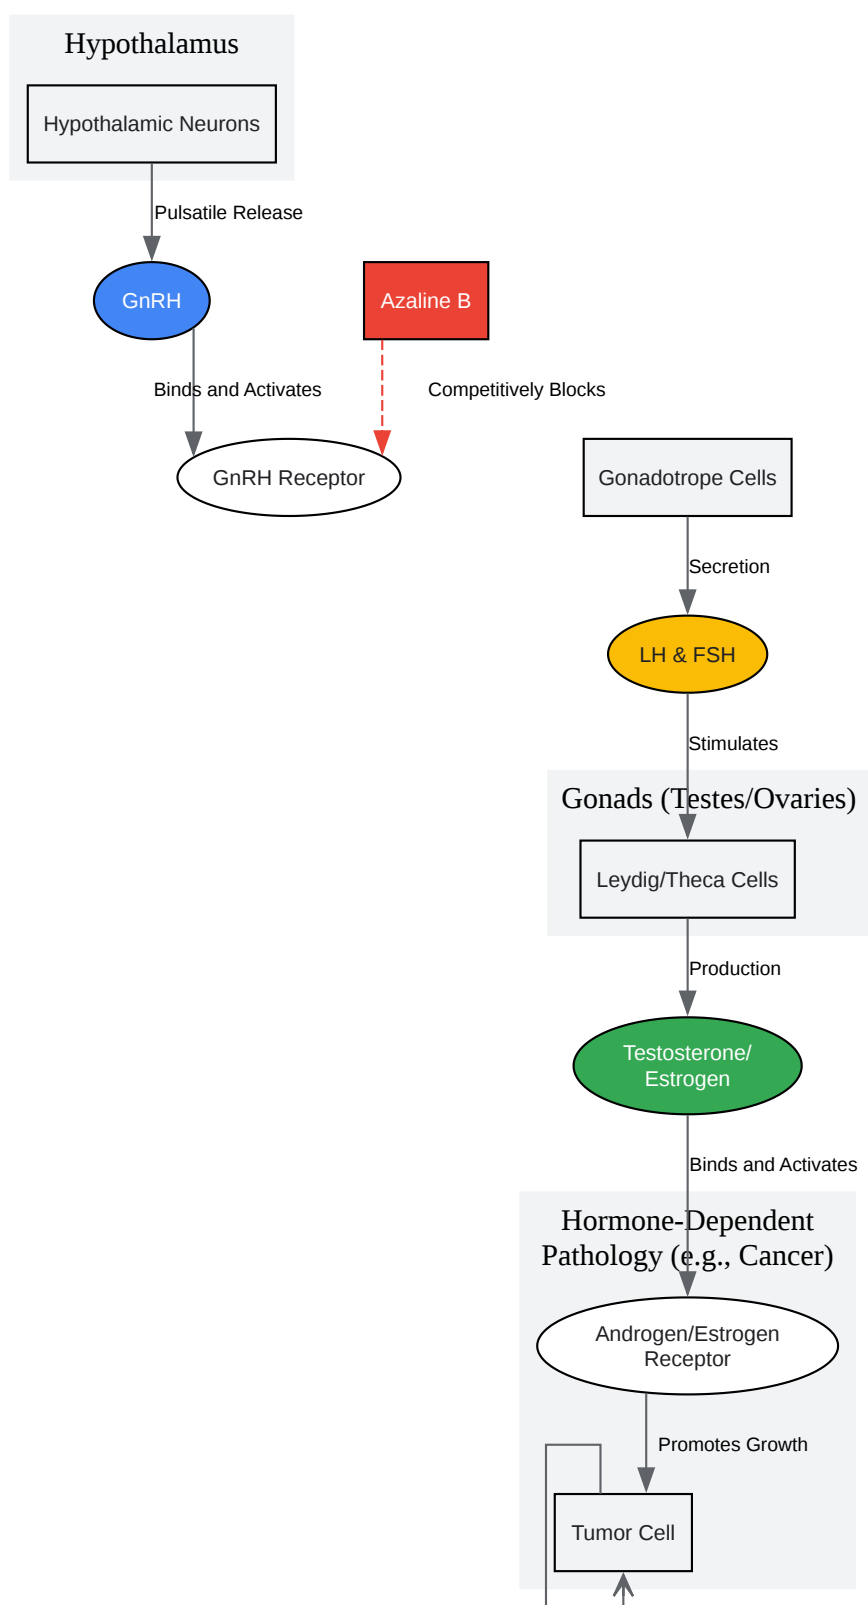 Hypothalamus
Hypothalamic Neurons
Pulsatile Release
GnRH
Azaline B
Binds and Activates
Competitively Blocks
GnRH Receptor
Gonadotrope Cells
Secretion
LH & FSH
Stimulates
Gonads (Testes/Ovaries)
Leydig/Theca Cells
Production
Testosterone/
Estrogen
Binds and Activates
Hormone-Dependent
Pathology (e.g., Cancer)
Androgen/Estrogen
Receptor
Promotes Growth
Tumor Cell